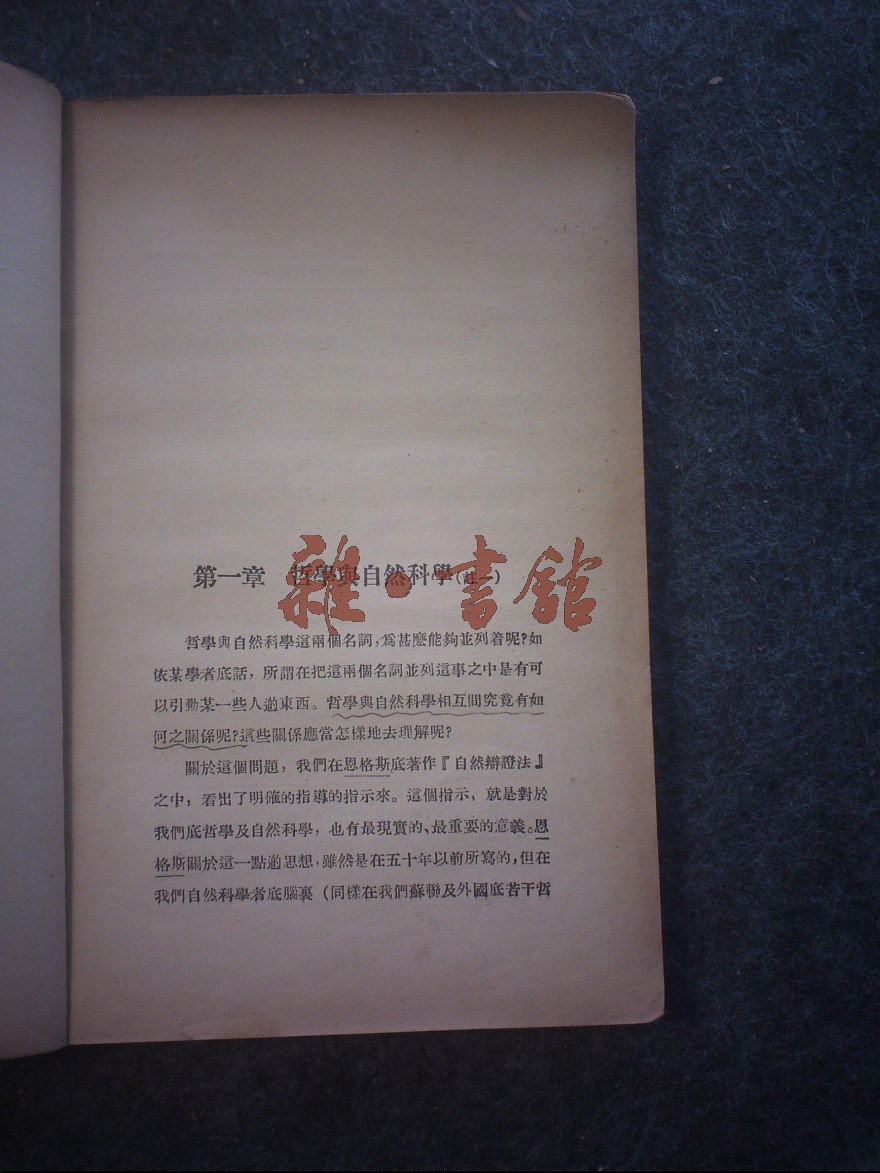 第一章 哲學與自然科學(註一)
雜·書館
哲學與自然科學這兩個名詞，爲甚麽能夠並列着呢？如
依某學者底話，所謂在把這兩個名詞並列這事之中是有可
以引動某一些人逈東西。哲學與自然科學相互間究竟有如
何之關係呢？這些關係應當怎樣地去理解呢？
關於這個問題，我們在恩格斯底著作『自然辯證法』
之中，看出了明確的指導的指示來。這個指示，就是對於
我們底哲學及自然科學，也有最現實的、最重要的意義。恩
格斯關於這一點逈思想，雖然是在五十年以前所寫的，但在
我們自然科學者底腦裏（同樣在我們蘇聯及外國底若干哲